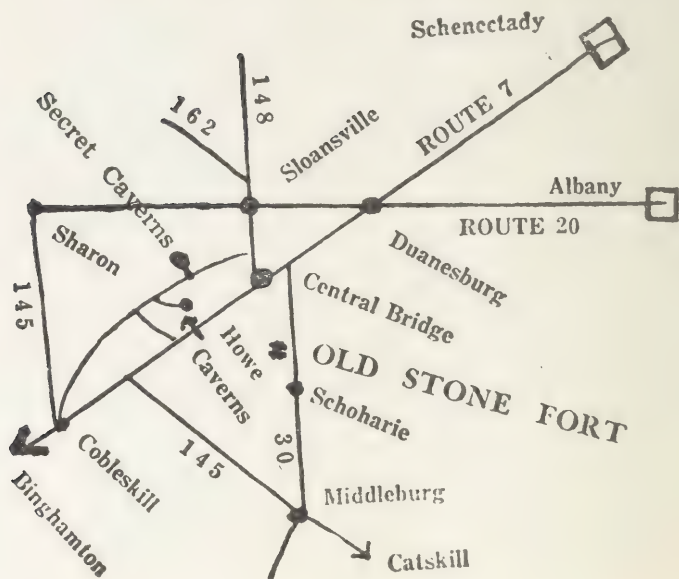 Schenectady
ROUTE 7
148
162
Sloansville
Secret Caverns
Albany
ROUTE 20
Sharon
Duanesburg
145
Central Bridge
Howe
Caverns
OLD STONE FORT
Schoharie
30
145
Cobleskill
Binghamton
Middleburg
Catskill